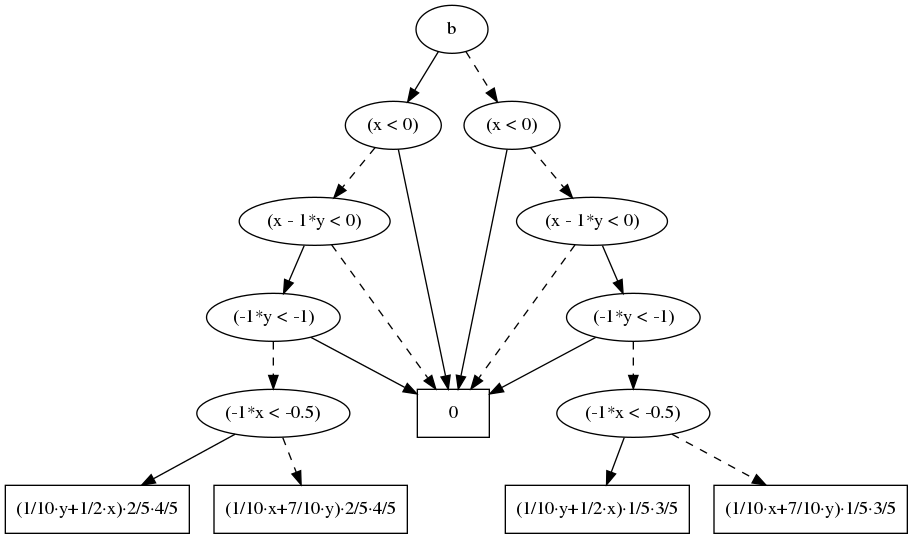 b
(x < 0)
(x < 0)
(x - 1*y < 0)
(x - 1*y < 0)
(-1*y < -1)
(-1*y < -1)
(-1*x < -0.5)
0
(-1*x < -0.5)
(1/10·y+1/2·x)·2/5·4/5
(1/10·x+7/10·y)·2/5·4/5
(1/10·y+1/2·x)·1/5·3/5
(1/10·x+7/10·y)·1/5·3/5